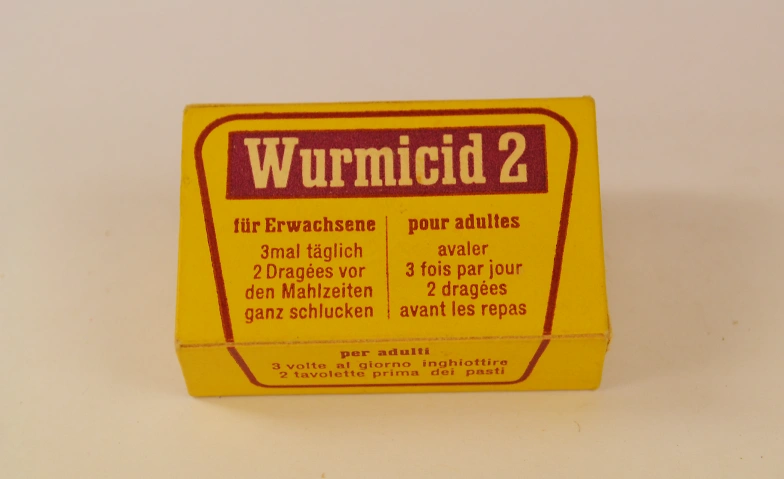 Wurmicid 2
für Erwachsene
3mal täglich
2 Dragées vor
den Mahlzeiten
ganz schlucken
pour adultes
avaler
3 fois par jour
2 dragées
avant les repas
per adulti
3 volte al giorno inghiottire
2 tavolette prima dei pasti